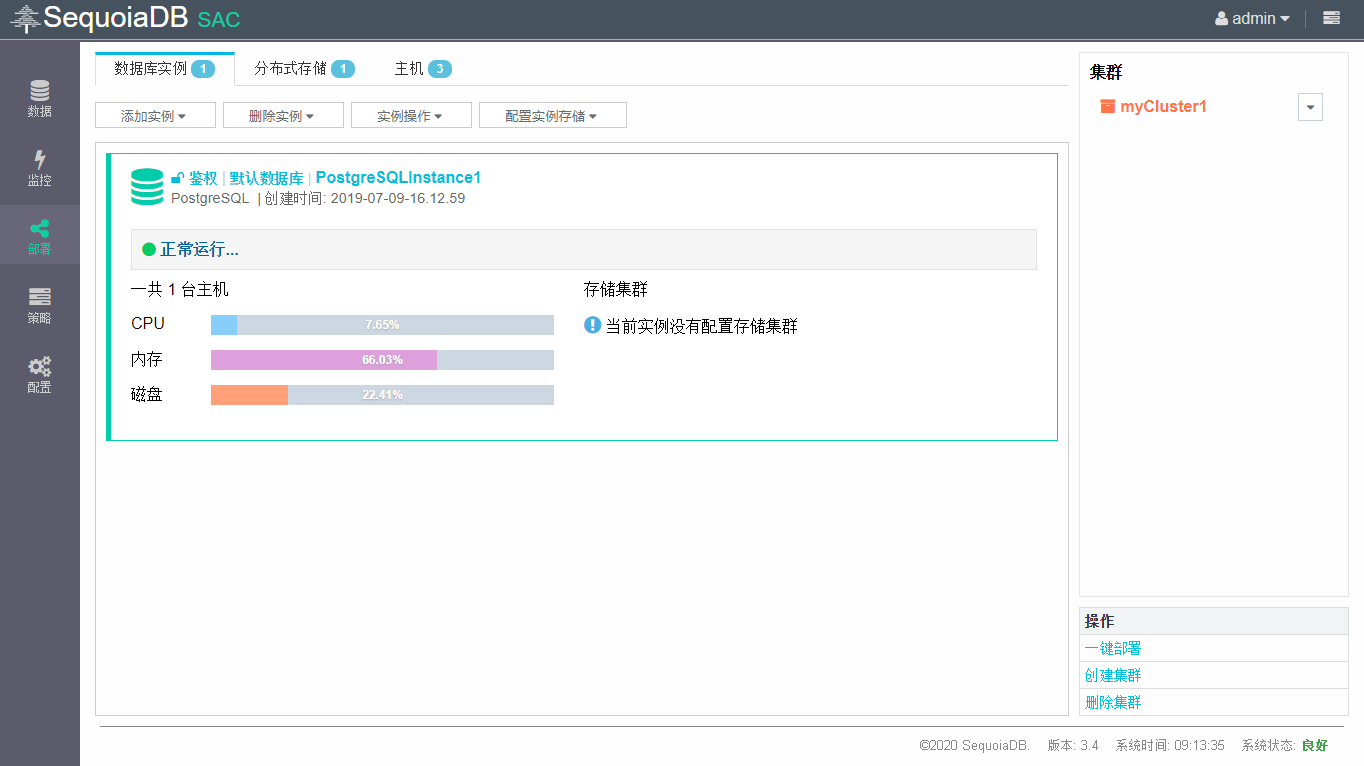 SequoiaDB SAC
admin
数据
监控
部署
策略
配置
数据库实例 1 分布式存储 1 主机 3
添加实例 删除实例 实例操作 配置实例存储
鉴权 | 默认数据库 | PostgreSQLInstance1
PostgreSQL | 创建时间: 2019-07-09-16.12.59
正常运行...
一共 1 台主机
CPU 7.65%
内存 66.03%
磁盘 22.41%
存储集群
当前实例没有配置存储集群
集群
myCluster1
操作
一键部署
创建集群
删除集群
©2020 SequoiaDB. 版本: 3.4 系统时间: 09:13:35 系统状态: 良好